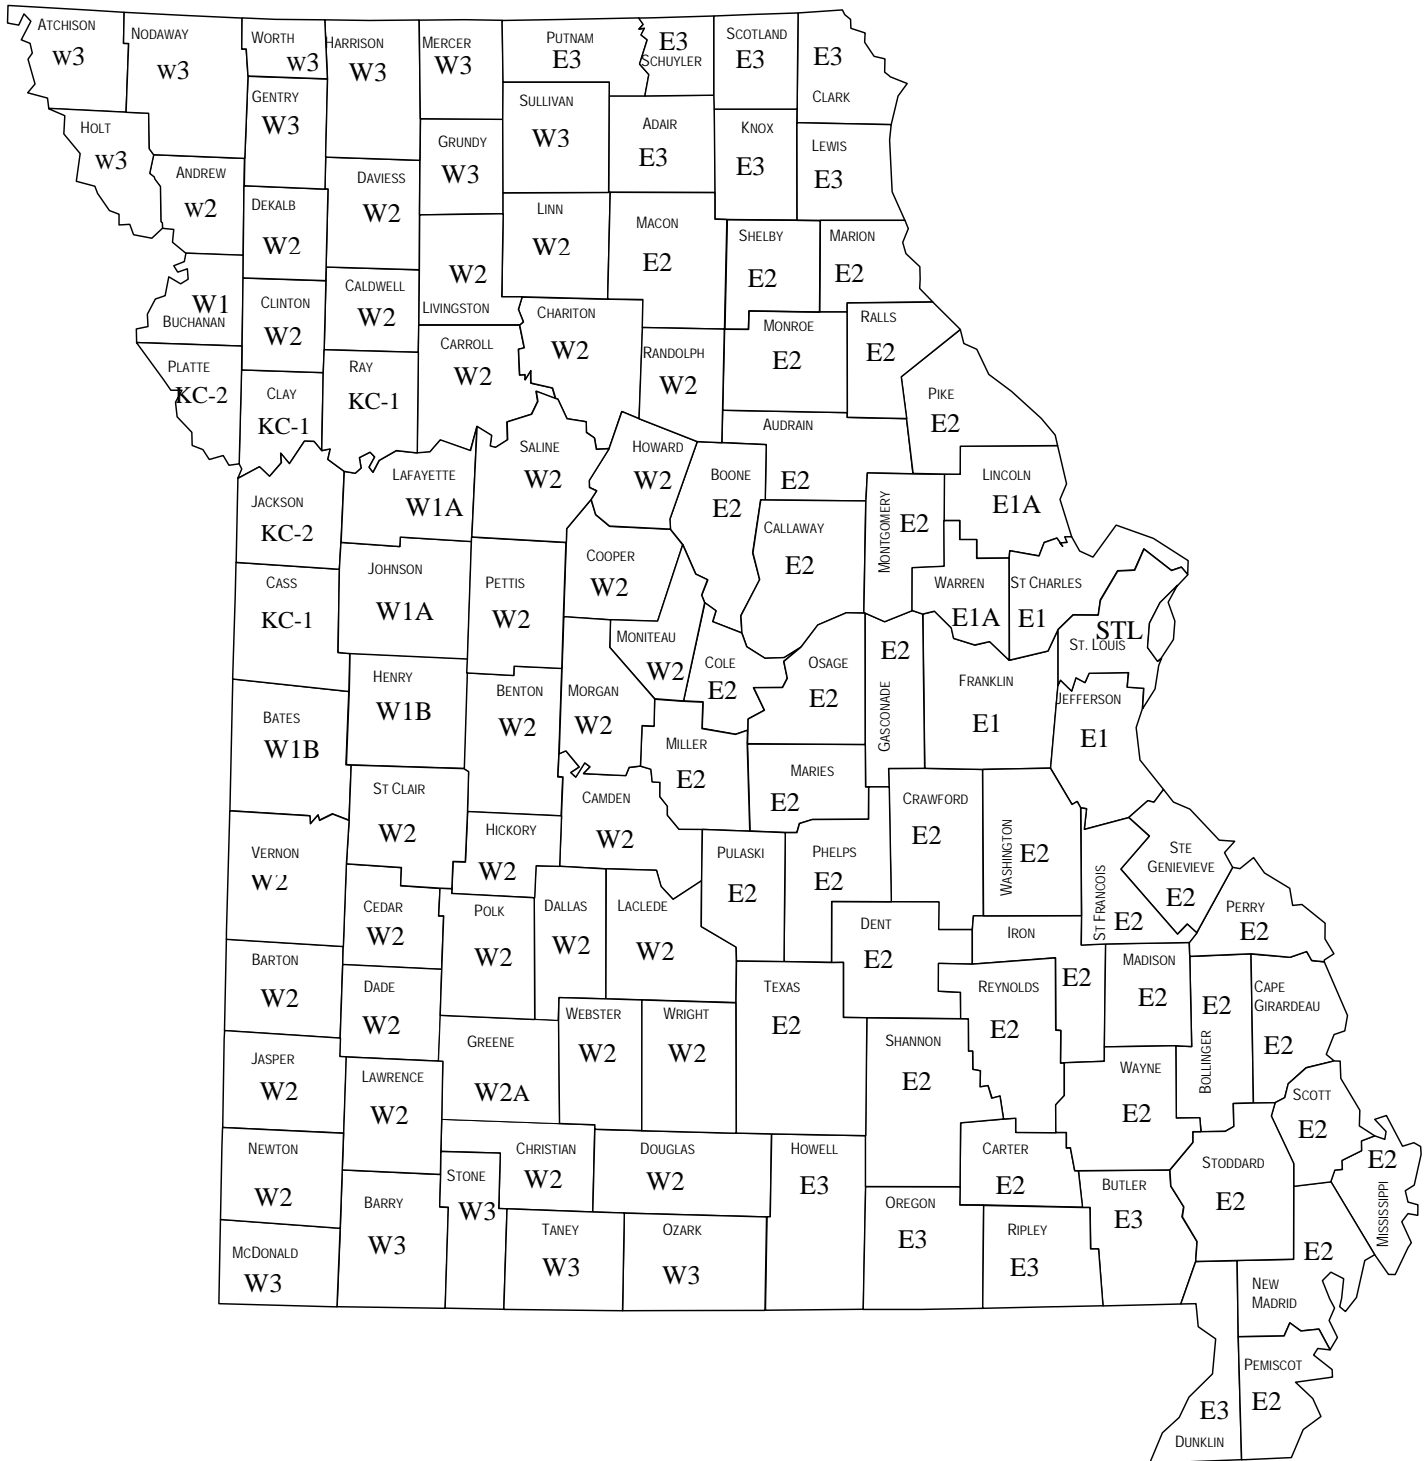 ATCHISON
w3
NODAWAY
w3
WORTH
w3
HARRISON
W3
MERCER
W3
PUTNAM
E3
E3
SCHUYLER
SCOTLAND
E3
E3
CLARK
GENTRY
W3
SULLIVAN
W3
HOLT
w3
GRUNDY
W3
ADAIR
E3
KNOX
E3
LEWIS
E3
ANDREW
w2
DEKALB
W2
DAVIESS
W2
LINN
W2
MACON
E2
SHELBY
E2
MARION
E2
W1
BUCHANAN
CLINTON
W2
CALDWELL
W2
W2
LIVINGSTON
CHARITON
W2
MONROE
E2
RALLS
E2
PLATTE
KC-2
CLAY
KC-1
RAY
KC-1
CARROLL
W2
RANDOLPH
W2
PIKE
E2
AUDRAIN
E2
SALINE
W2
HOWARD
W2
BOONE
E2
LAFAYETTE
W1A
LINCOLN
E1A
JACKSON
KC-2
CALLAWAY
E2
E2
MONTGOMERY
CASS
KC-1
JOHNSON
W1A
PETTIS
W2
COOPER
W2
WARREN
E1A
ST CHARLES
E1
STL
ST. LOUIS
MONITEAU
W2
COLE
E2
OSAGE
E2
E2
GASCONADE
FRANKLIN
E1
JEFFERSON
E1
HENRY
W1B
BENTON
W2
MORGAN
W2
BATES
W1B
MILLER
E2
MARIES
E2
ST CLAIR
W2
HICKORY
W2
CAMDEN
W2
CRAWFORD
E2
WASHINGTON
E2
VERNON
W2
PULASKI
E2
PHELPS
E2
STE
GENIEVIEVE
E2
ST FRANCOIS
E2
PERRY
E2
CEDAR
W2
POLK
W2
DALLAS
W2
LACLEDE
W2
DENT
E2
IRON
E2
MADISON
E2
BARTON
W2
DADE
W2
TEXAS
E2
REYNOLDS
E2
E2
BOLLINGER
CAPE
GIRARDEAU
E2
GREENE
W2A
WEBSTER
W2
WRIGHT
W2
SHANNON
E2
JASPER
W2
LAWRENCE
W2
WAYNE
E2
SCOTT
E2
NEWTON
W2
CHRISTIAN
W2
DOUGLAS
W2
HOWELL
E3
CARTER
E2
STODDARD
E2
E2
MISSISSIPPI
STONE
W3
BARRY
W3
BUTLER
E3
OREGON
E3
RIPLEY
E3
TANEY
W3
OZARK
W3
MCDONALD
W3
E2
NEW
MADRID
PEMISCOT
E2
E3
DUNKLIN